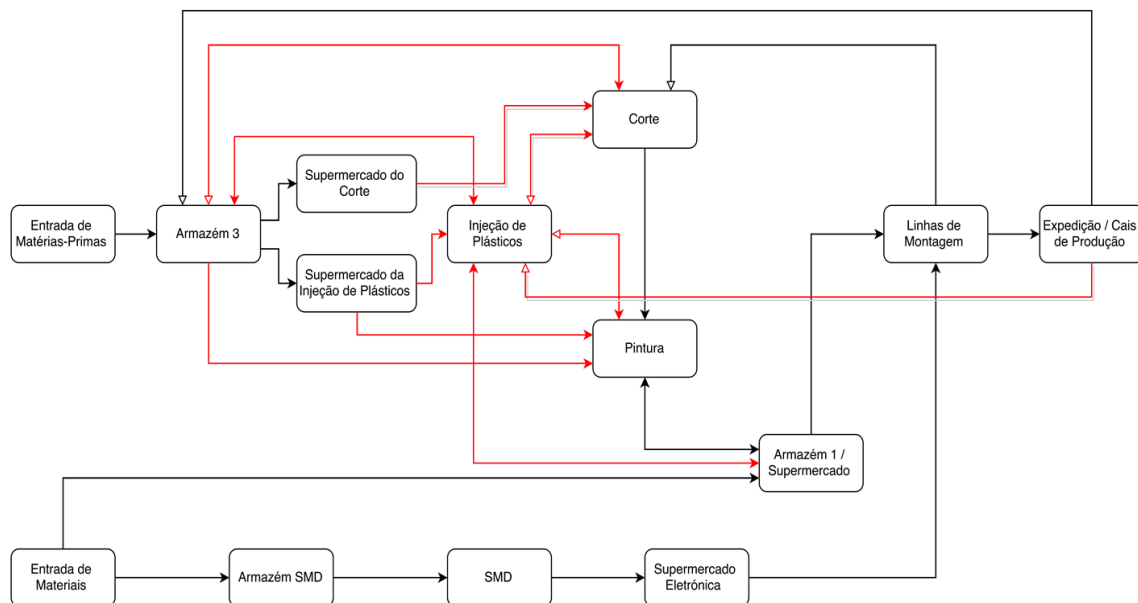 Corte
Supermercado do
Corte
Entrada de
Matérias-Primas
Armazém 3
Injeção de
Plásticos
Linhas de
Montagem
Expedição / Cais
de Produção
Supermercado da
Injeção de Plásticos
Pintura
Armazém 1 /
Supermercado
Entrada de
Materiais
Armazém SMD
SMD
Supermercado
Eletrónica